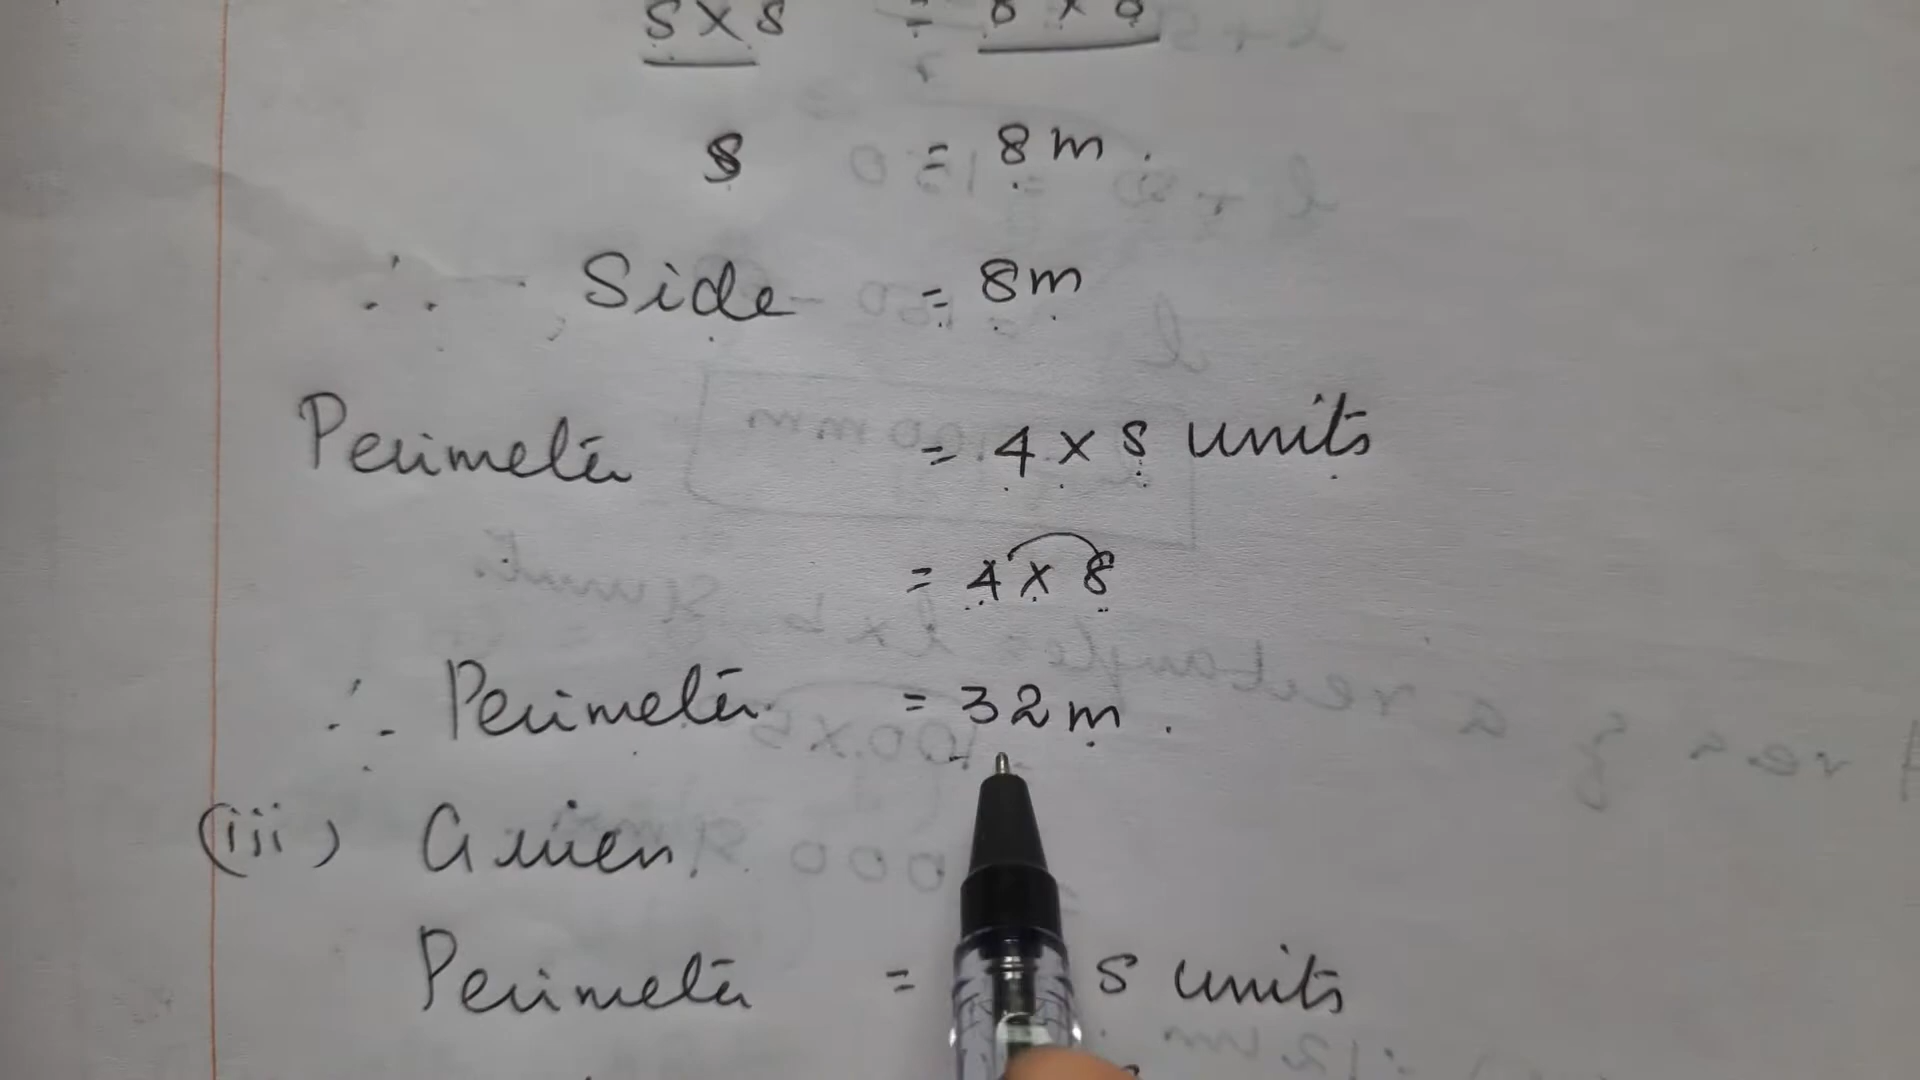 S × S = 8 × 8
S = 8 m.
∴ Side = 8m
Perimeter = 4 × S units
= 4 × 8
∴ Perimeter = 32 m.
(iii) Given
Perimeter = S units